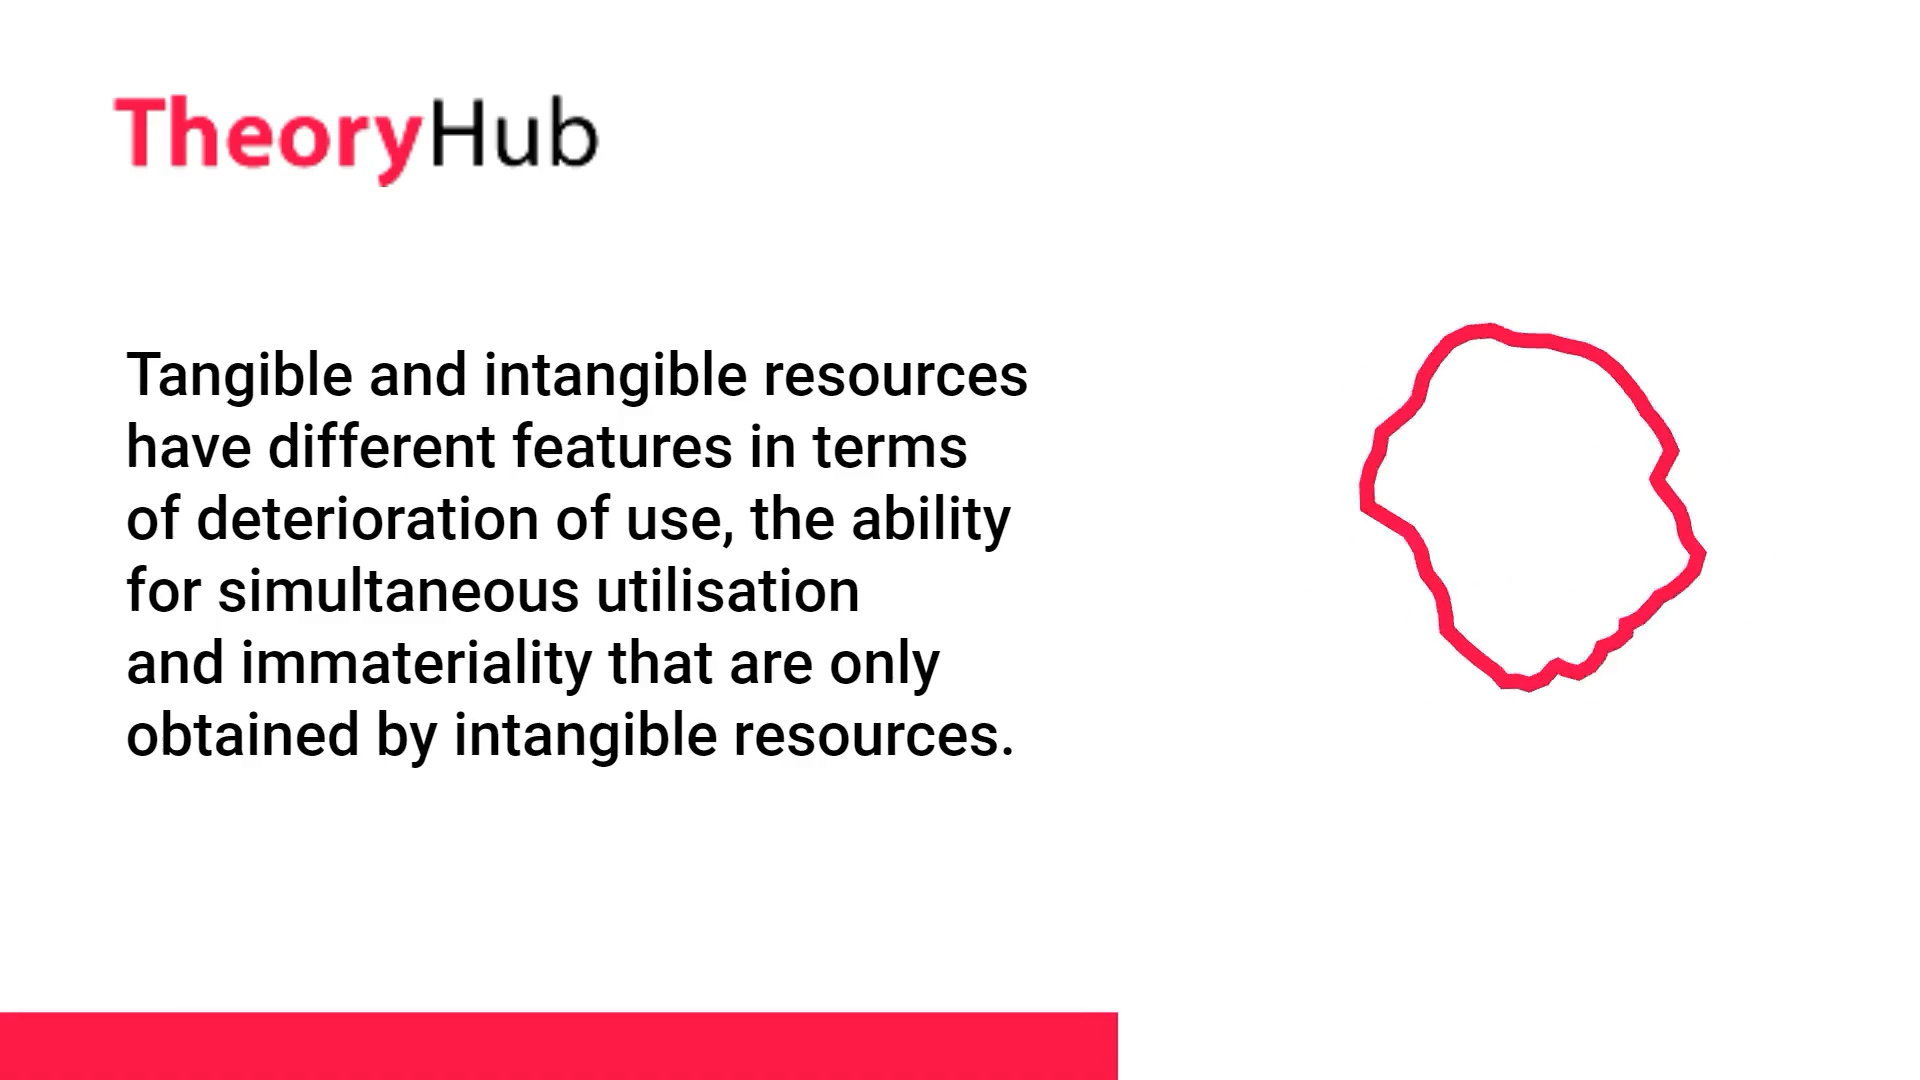 TheoryHub
Tangible and intangible resources
have different features in terms
of deterioration of use, the ability
for simultaneous utilisation
and immateriality that are only
obtained by intangible resources.